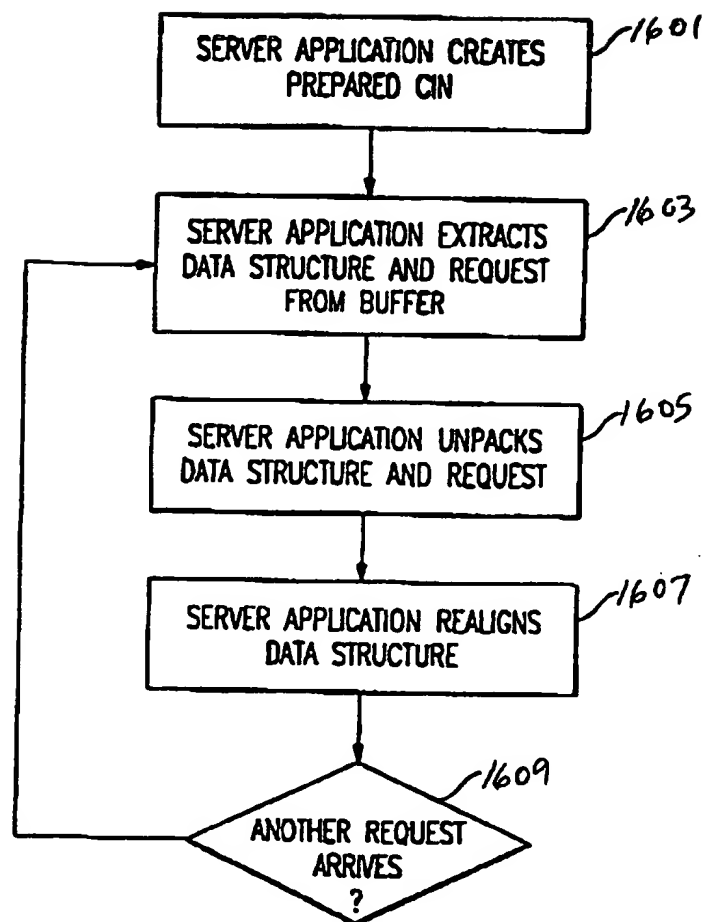 SERVER APPLICATION CREATES
PREPARED CIN
1601
SERVER APPLICATION EXTRACTS
DATA STRUCTURE AND REQUEST
FROM BUFFER
1603
SERVER APPLICATION UNPACKS
DATA STRUCTURE AND REQUEST
1605
SERVER APPLICATION REALIGNS
DATA STRUCTURE
1607
ANOTHER REQUEST
ARRIVES
?
1609